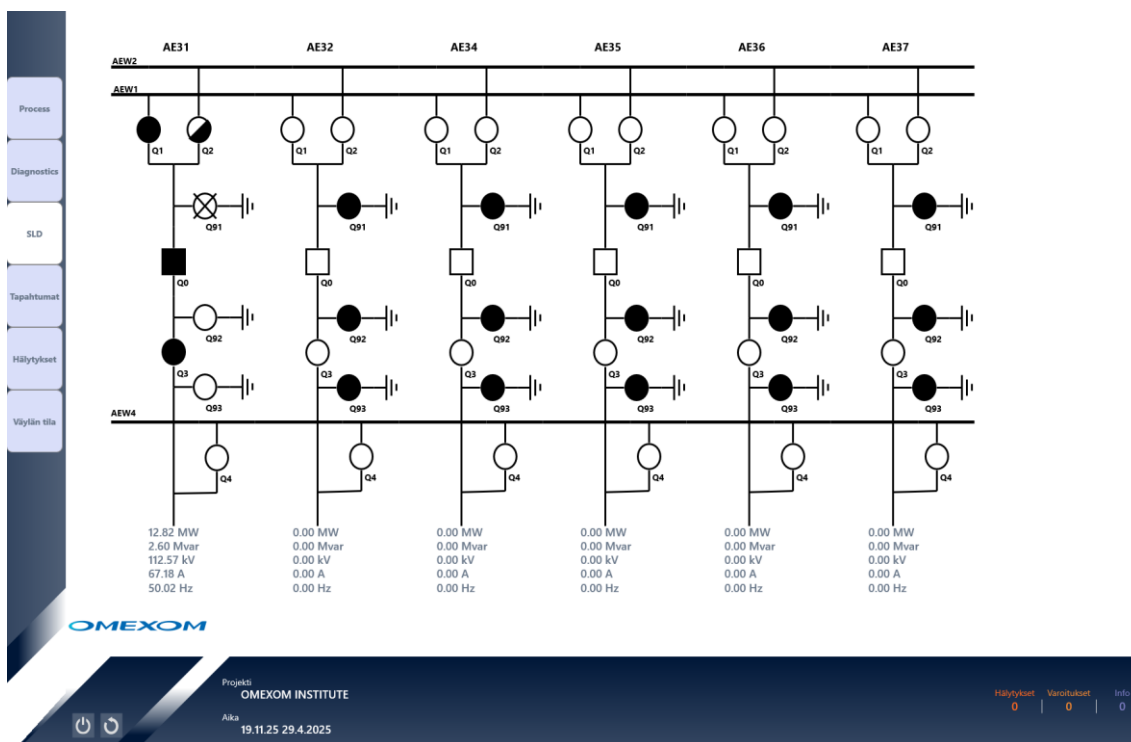 AE31 AE32 AE34 AE35 AE36 AE37
AEW2
AEW1
Process
Q1 Q2 Q1 Q2 Q1 Q2 Q1 Q2 Q1 Q2 Q1 Q2
Diagnostics
Q91 Q91 Q91 Q91 Q91 Q91
SLD
Q0 Q0 Q0 Q0 Q0 Q0
Tapahtumat
Q92 Q92 Q92 Q92 Q92 Q92
Hälytykset
Q3 Q3 Q3 Q3 Q3 Q3
Q93 Q93 Q93 Q93 Q93 Q93
AEW4
Väylän tila
Q4 Q4 Q4 Q4 Q4 Q4
12.82 MW 0.00 MW 0.00 MW 0.00 MW 0.00 MW 0.00 MW
2.60 Mvar 0.00 Mvar 0.00 Mvar 0.00 Mvar 0.00 Mvar 0.00 Mvar
112.57 kV 0.00 kV 0.00 kV 0.00 kV 0.00 kV 0.00 kV
67.18 A 0.00 A 0.00 A 0.00 A 0.00 A 0.00 A
50.02 Hz 0.00 Hz 0.00 Hz 0.00 Hz 0.00 Hz 0.00 Hz
OMEXOM
Projekti
OMEXOM INSTITUTE
Hälytykset Varoitukset Info
0 0 0
Aika
19.11.25 29.4.2025